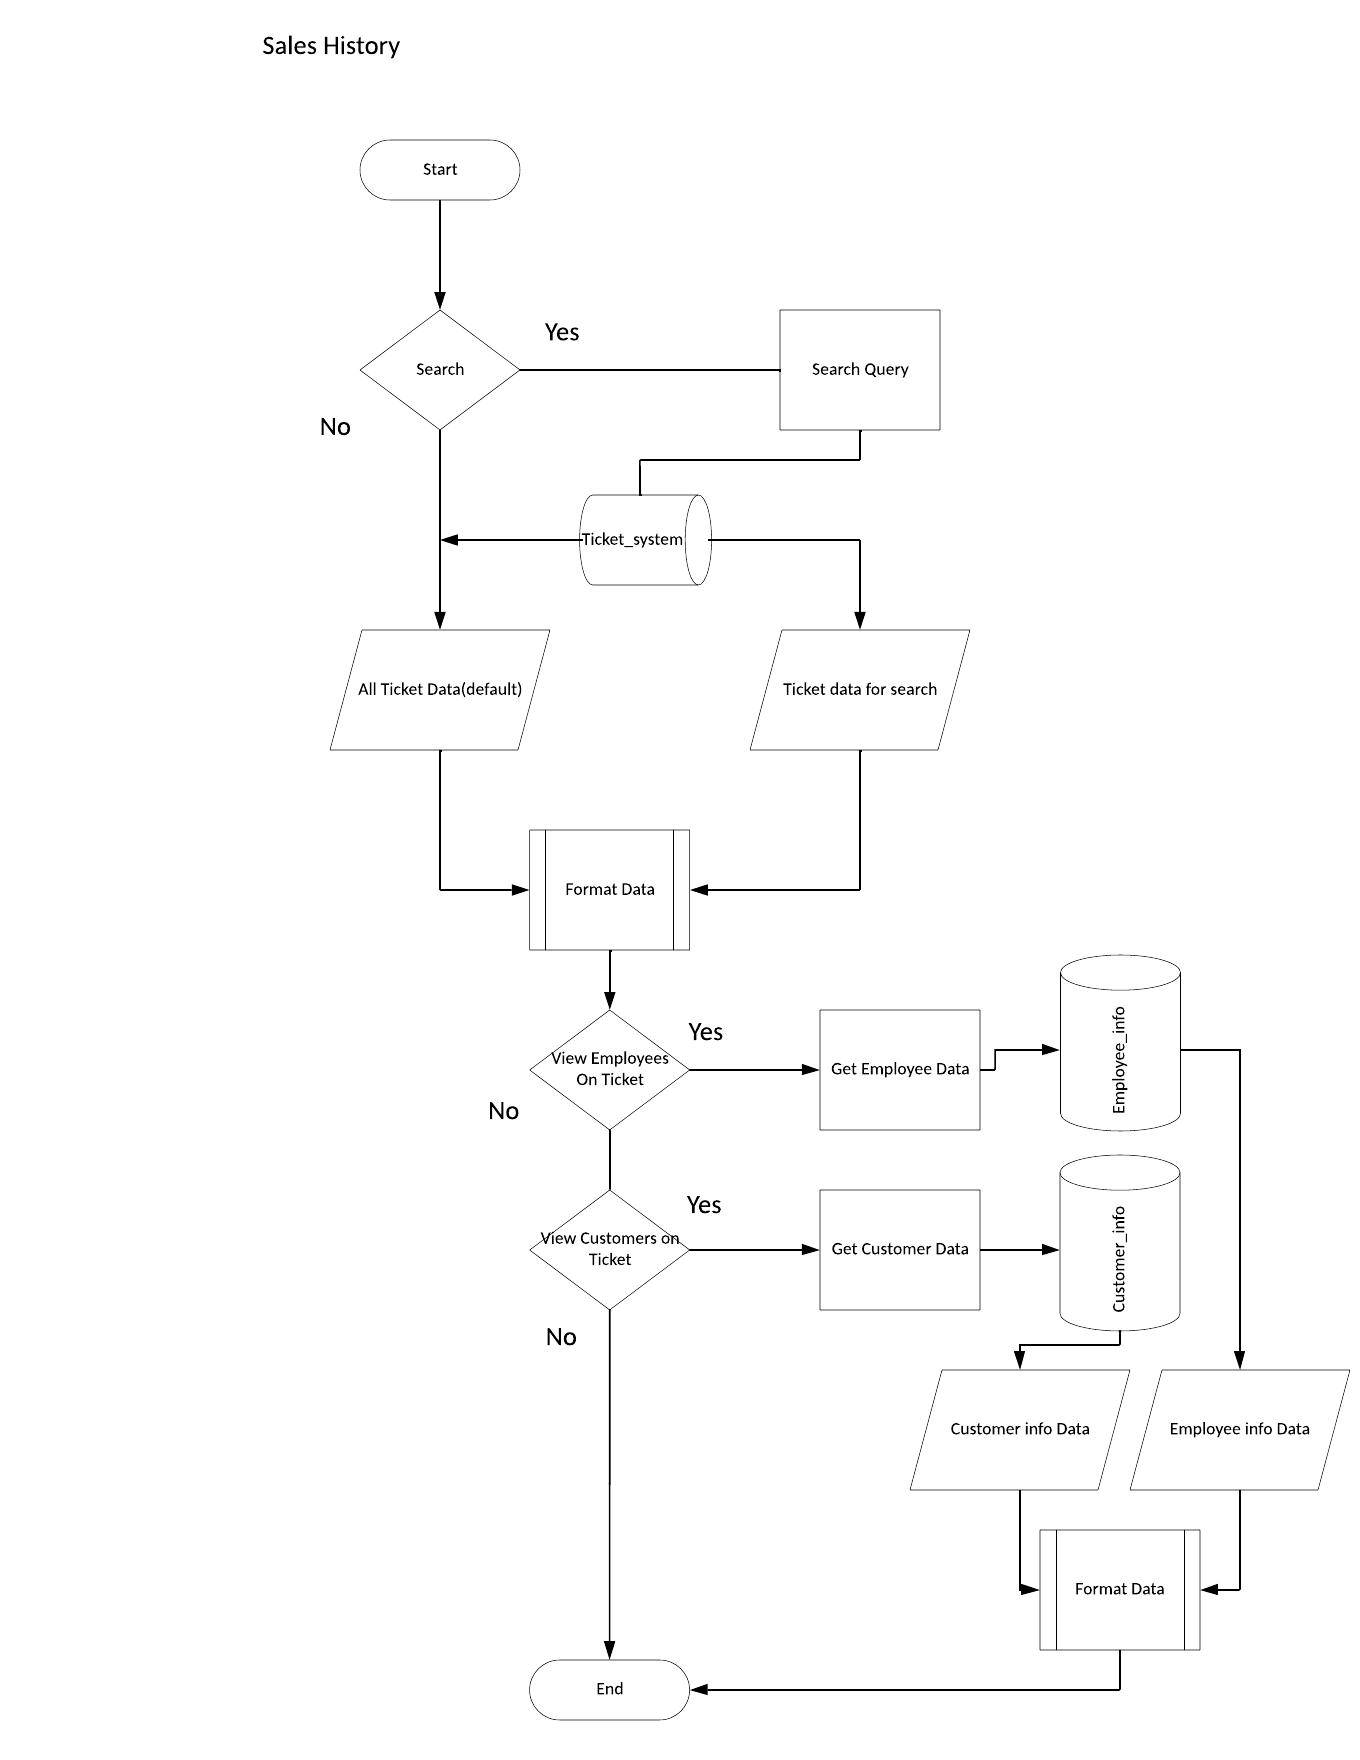 Sales History
Start
Yes
Search
Search Query
No
Ticket_system
All Ticket Data(default)
Ticket data for search
Format Data
Yes
View Employees
On Ticket
Get Employee Data
Employee_info
No
Yes
View Customers on
Ticket
Get Customer Data
Customer_info
No
Customer info Data
Employee info Data
Format Data
End